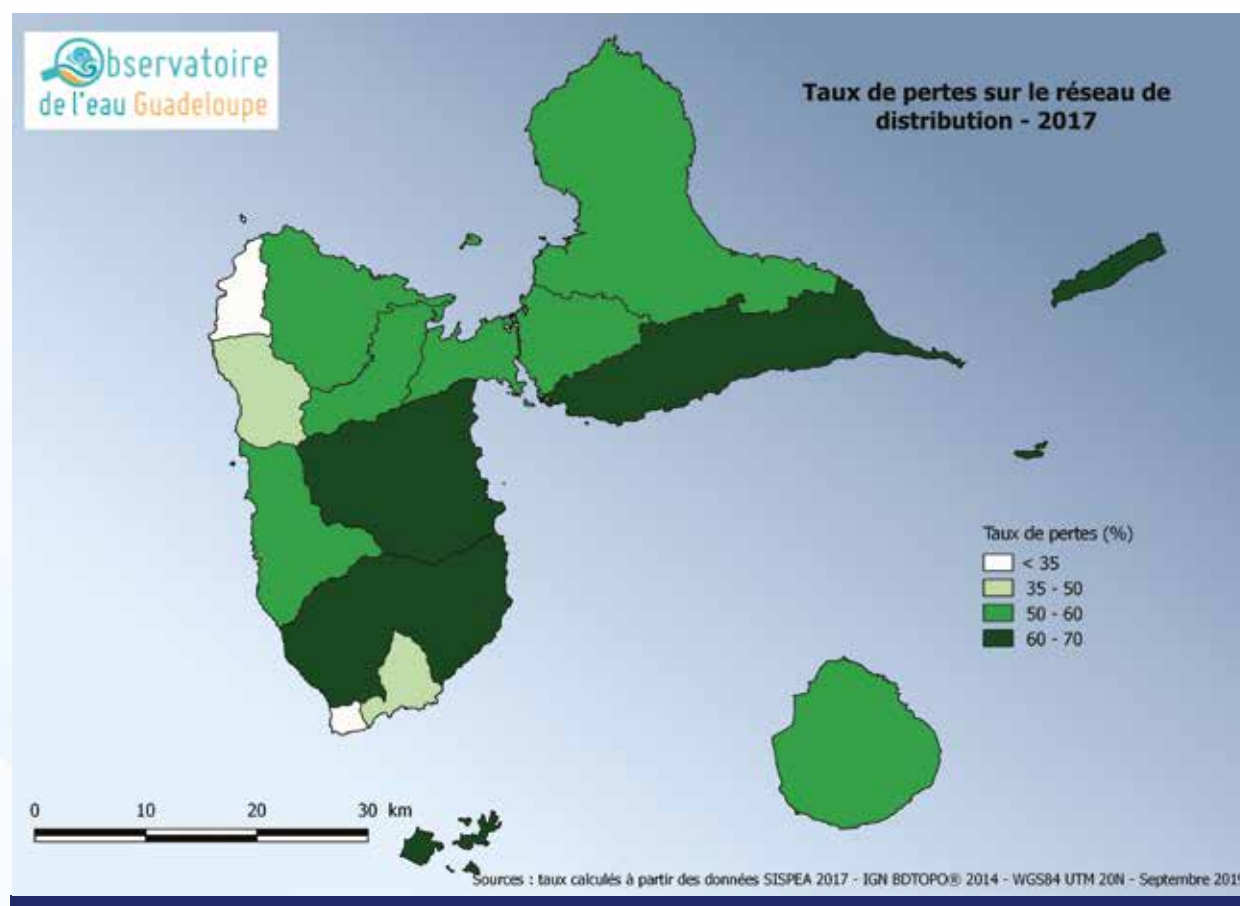 Observatoire
de l'eau Guadeloupe
Taux de pertes sur le réseau de
distribution - 2017
Taux de pertes (%)
< 35
35 - 50
50 - 60
60 - 70
0 10 20 30 km
Sources : taux calculés à partir des données SISPEA 2017 - IGN BDTOPO® 2014 - WGS84 UTM 20N - Septembre 2019